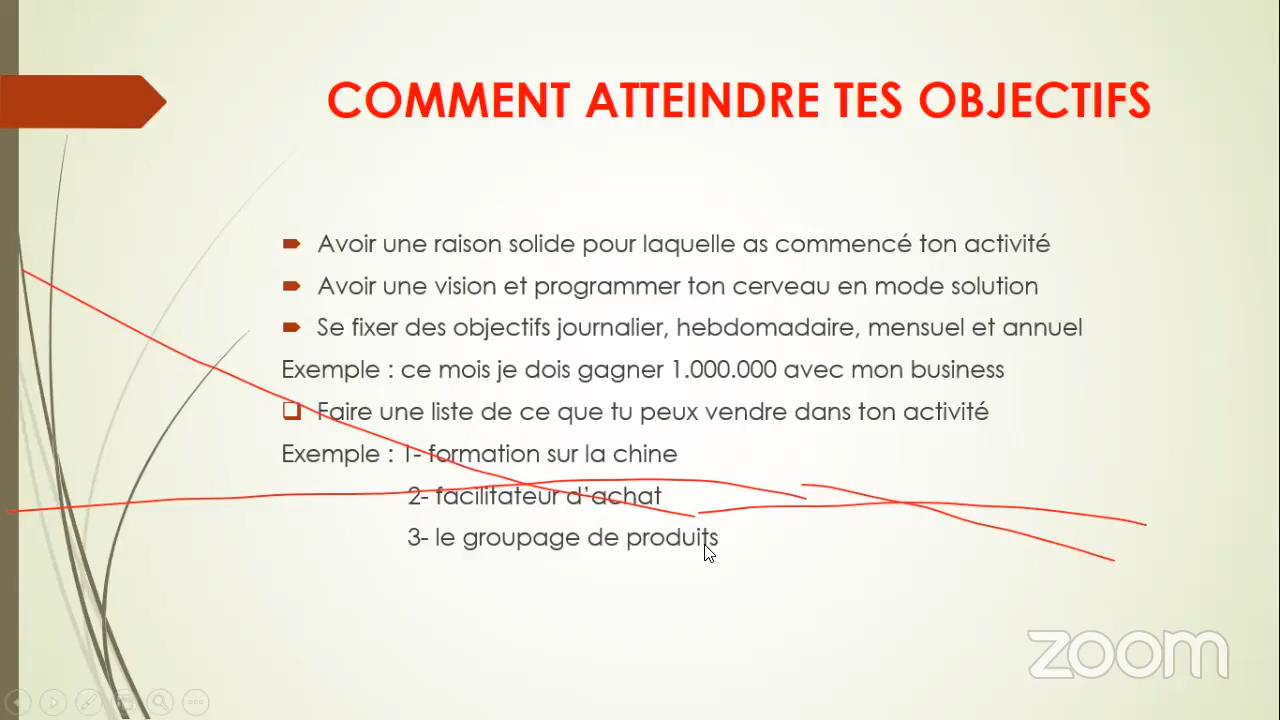 COMMENT ATTEINDRE TES OBJECTIFS
Avoir une raison solide pour laquelle as commencé ton activité
Avoir une vision et programmer ton cerveau en mode solution
Se fixer des objectifs journalier, hebdomadaire, mensuel et annuel
Exemple : ce mois je dois gagner 1.000.000 avec mon business
Faire une liste de ce que tu peux vendre dans ton activité
Exemple : 1- formation sur la chine
2- facilitateur d'achat
3- le groupage de produits
zoom